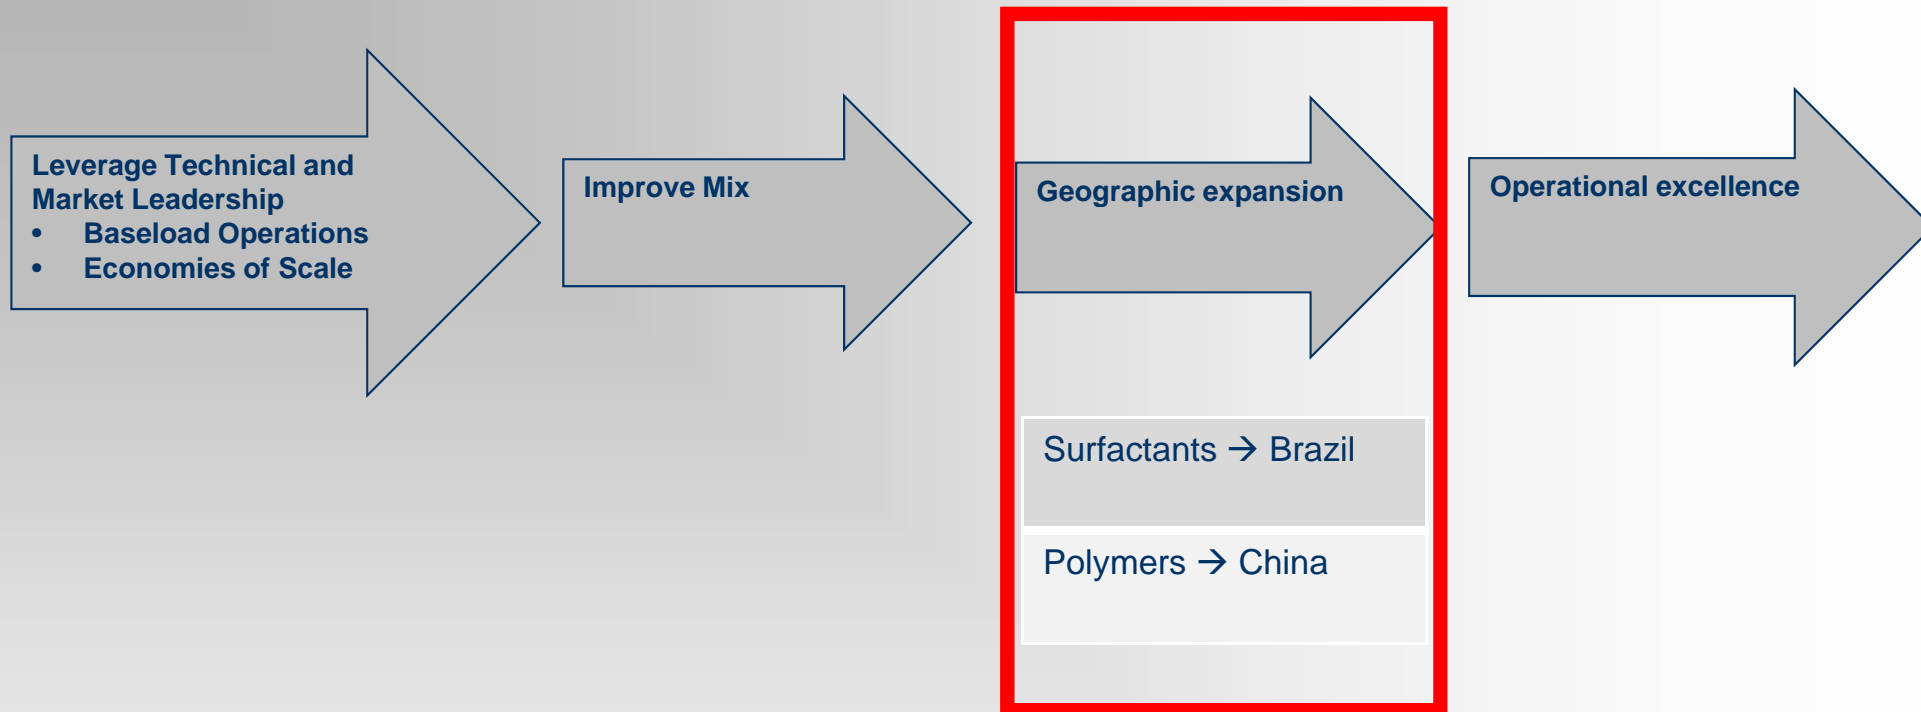 Leverage Technical and
Market Leadership
• Baseload Operations
• Economies of Scale
Improve Mix
Geographic expansion
Operational excellence
Surfactants → Brazil
Polymers → China